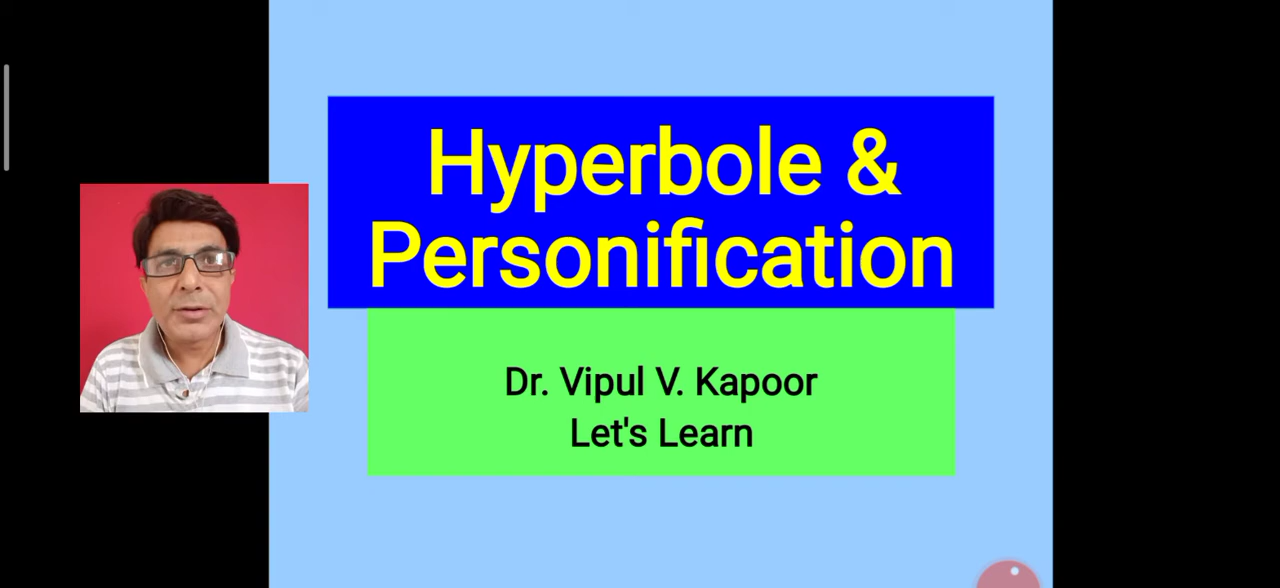 Hyperbole &
Personification
Dr. Vipul V. Kapoor
Let's Learn